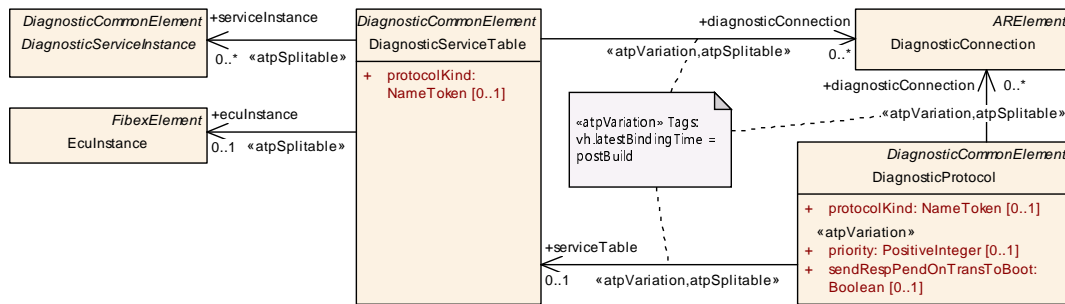 DiagnosticCommonElement
DiagnosticServiceInstance
+serviceInstance
0..*
«atpSplitable»
FibexElement
EcuInstance
+ecuInstance
0..1
«atpSplitable»
DiagnosticCommonElement
DiagnosticServiceTable
+ protocolKind:
NameToken [0..1]
+diagnosticConnection
«atpVariation,atpSplitable»
0..*
ARElement
DiagnosticConnection
+diagnosticConnection
0..*
«atpVariation,atpSplitable»
«atpVariation» Tags:
vh.latestBindingTime =
postBuild
DiagnosticCommonElement
DiagnosticProtocol
+ protocolKind: NameToken [0..1]
«atpVariation»
+ priority: PositiveInteger [0..1]
+ sendRespPendOnTransToBoot:
Boolean [0..1]
+serviceTable
0..1
«atpVariation,atpSplitable»